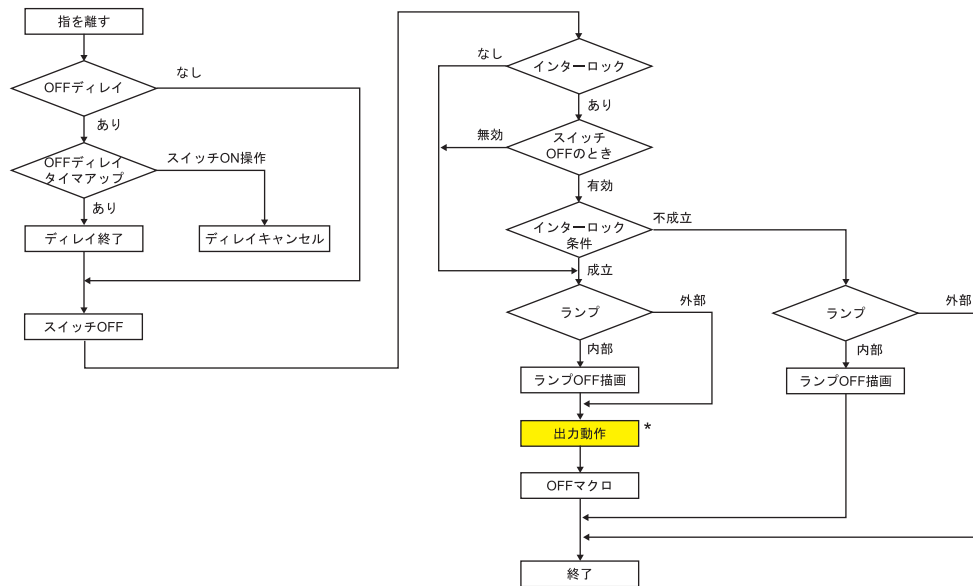 指を離す
OFFディレイ
なし
あり
OFFディレイ
タイマアップ
スイッチON操作
あり
ディレイ終了
ディレイキャンセル
スイッチOFF
インターロック
なし
あり
スイッチ
OFFのとき
無効
有効
インターロック
条件
不成立
成立
ランプ
外部
内部
ランプOFF描画
出力動作
*
OFFマクロ
終了
ランプ
外部
内部
ランプOFF描画